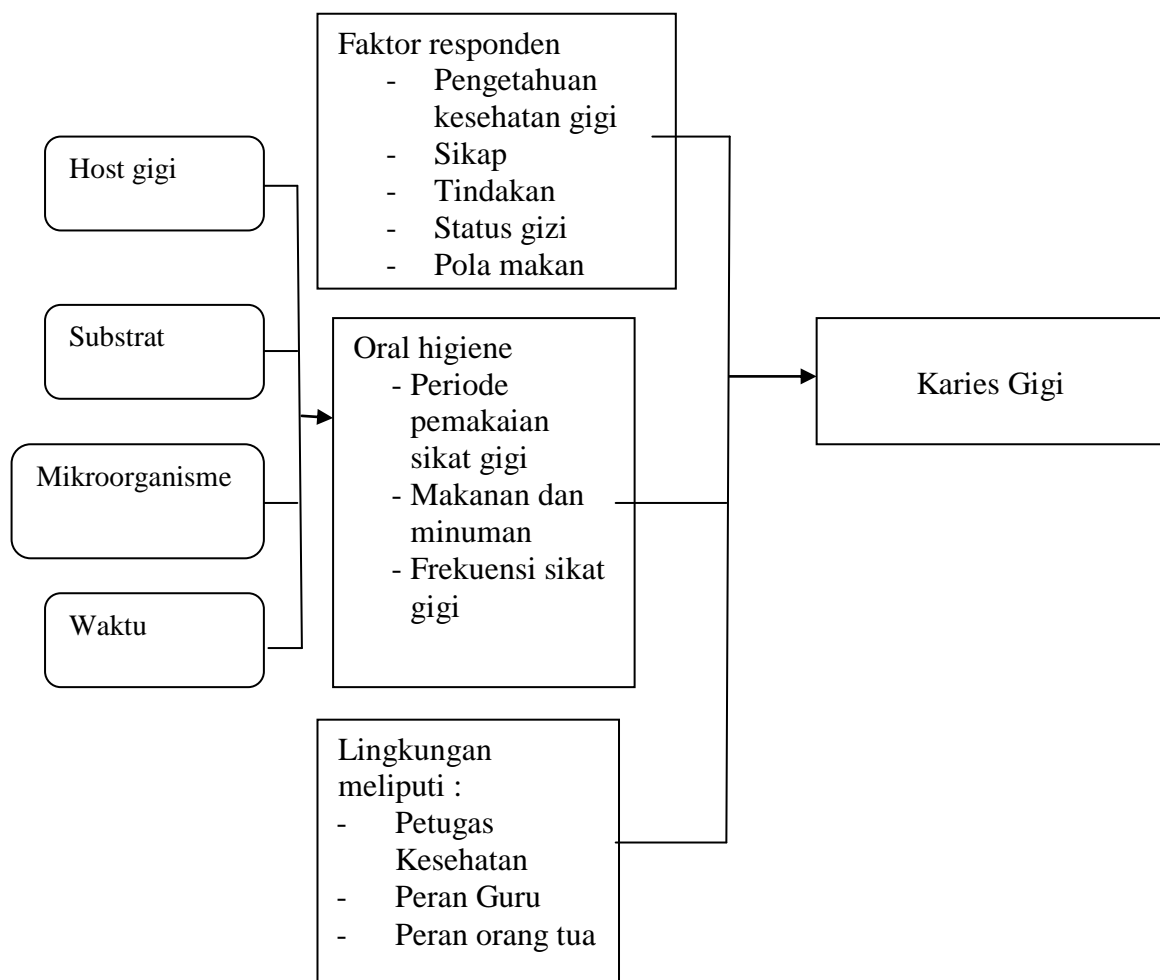 Host gigi
Substrat
Mikroorganisme
Waktu
Faktor responden
- Pengetahuan
kesehatan gigi
- Sikap
- Tindakan
- Status gizi
- Pola makan
Oral higiene
- Periode
pemakaian
sikat gigi
- Makanan dan
minuman
- Frekuensi sikat
gigi
Lingkungan
meliputi :
- Petugas
Kesehatan
- Peran Guru
- Peran orang tua
Karies Gigi